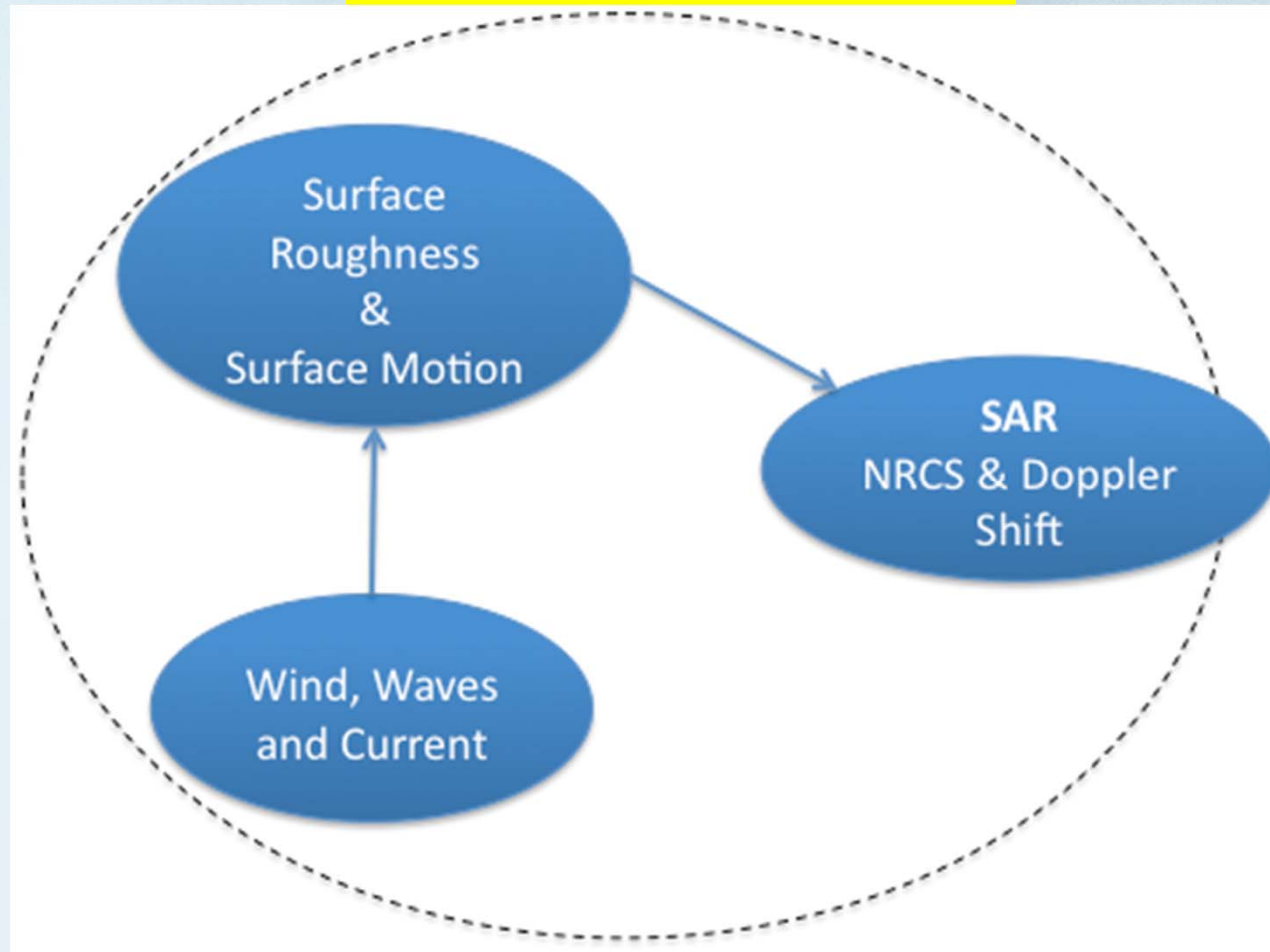 Surface
Roughness
&
Surface Motion
SAR
NRCS & Doppler
Shift
Wind, Waves
and Current